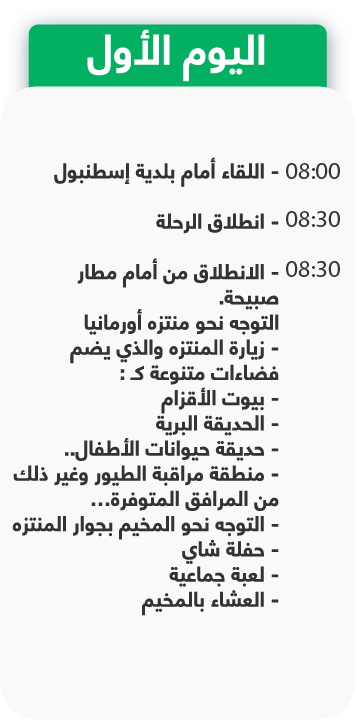 اليوم الأول
08:00 - اللقاء أمام بلدية إسطنبول
08:30 - انطلاق الرحلة
08:30 - الانطلاق من أمام مطار
صبيحة.
التوجه نحو منتزه أورمانيا
- زيارة المنتزه والذي يضم
فضاءات متنوعة كـ :
- بيوت الأقزام
- الحديقة البرية
- حديقة حيوانات الأطفال..
- منطقة مراقبة الطيور وغير ذلك
من المرافق المتوفرة...
- التوجه نحو المخيم بجوار المنتزه
- حفلة شاي
- لعبة جماعية
- العشاء بالمخيم